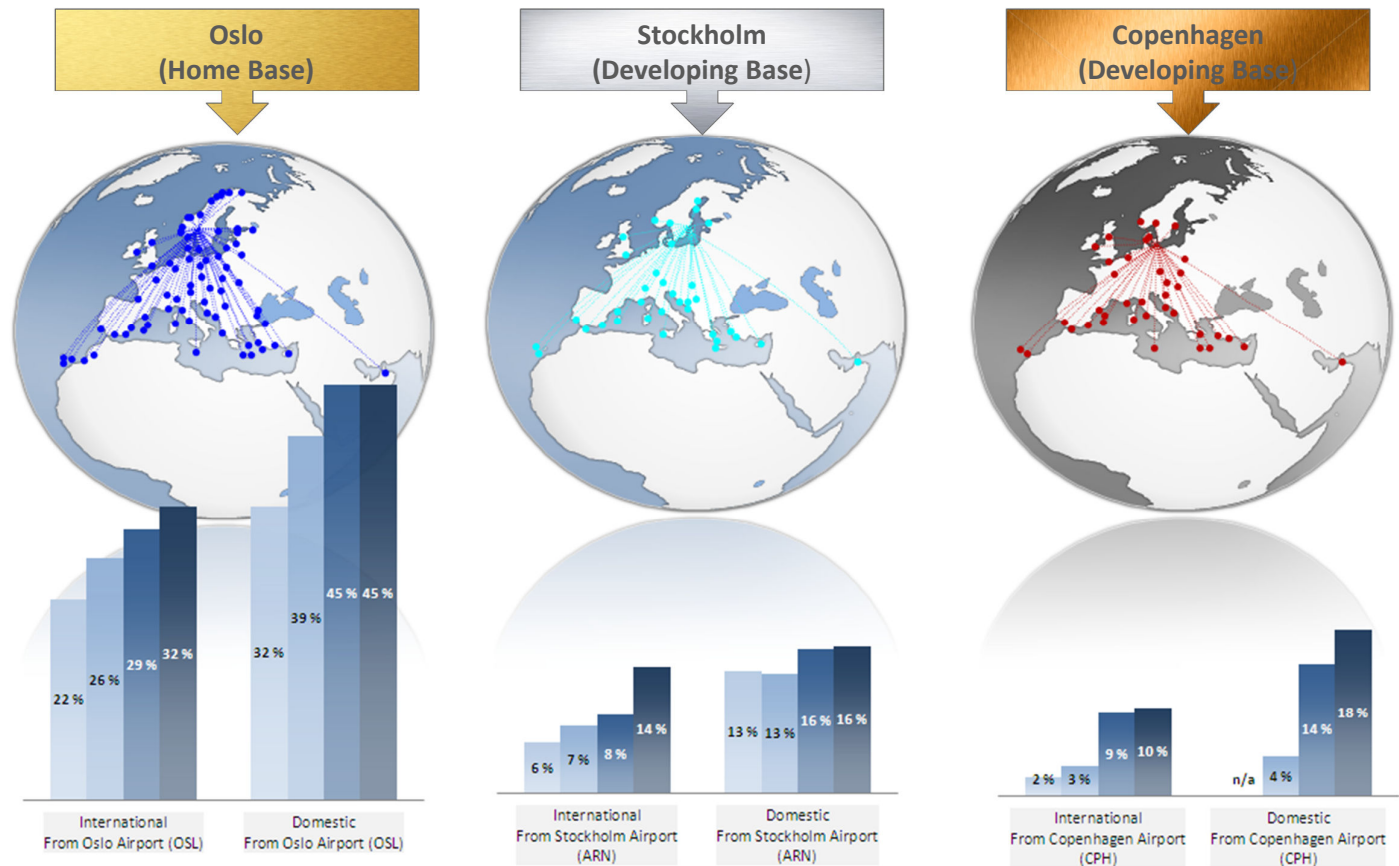 Oslo
(Home Base)
Stockholm
(Developing Base)
Copenhagen
(Developing Base)
22 %
26 %
29 %
32 %
32 %
39 %
45 %
45 %
International
From Oslo Airport (OSL)
Domestic
From Oslo Airport (OSL)
6 %
7 %
8 %
14 %
13 %
13 %
16 %
16 %
International
From Stockholm Airport
(ARN)
Domestic
From Stockholm Airport
(ARN)
2 %
3 %
9 %
10 %
n/a
4 %
14 %
18 %
International
From Copenhagen Airport
(CPH)
Domestic
From Copenhagen Airport
(CPH)